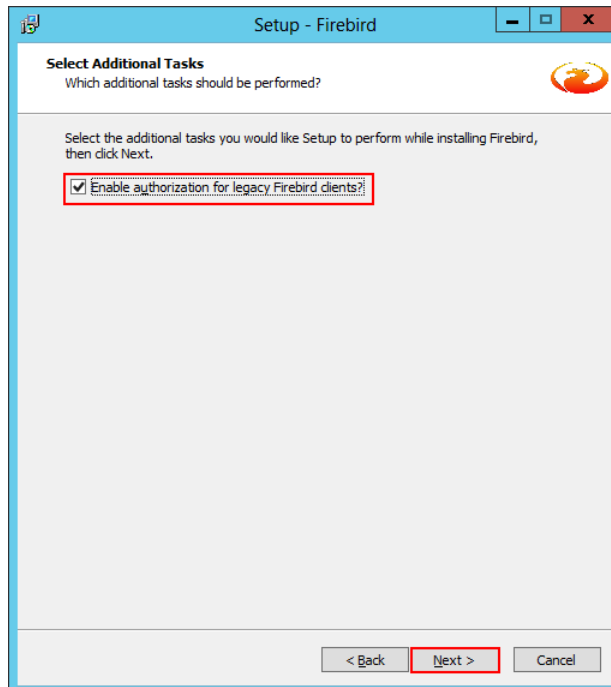 Setup - Firebird
Select Additional Tasks
Which additional tasks should be performed?
Select the additional tasks you would like Setup to perform while installing Firebird,
then click Next.
Enable authorization for legacy Firebird clients?
< Back
Next >
Cancel